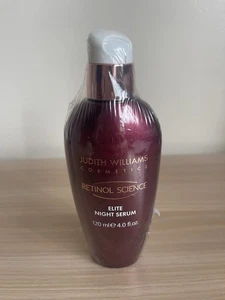 JUDITH WILLIAMS
COSMETICS
RETINOL SCIENCE
ELITE
NIGHT SERUM
120 ml ℮ 4.0 fl.oz.